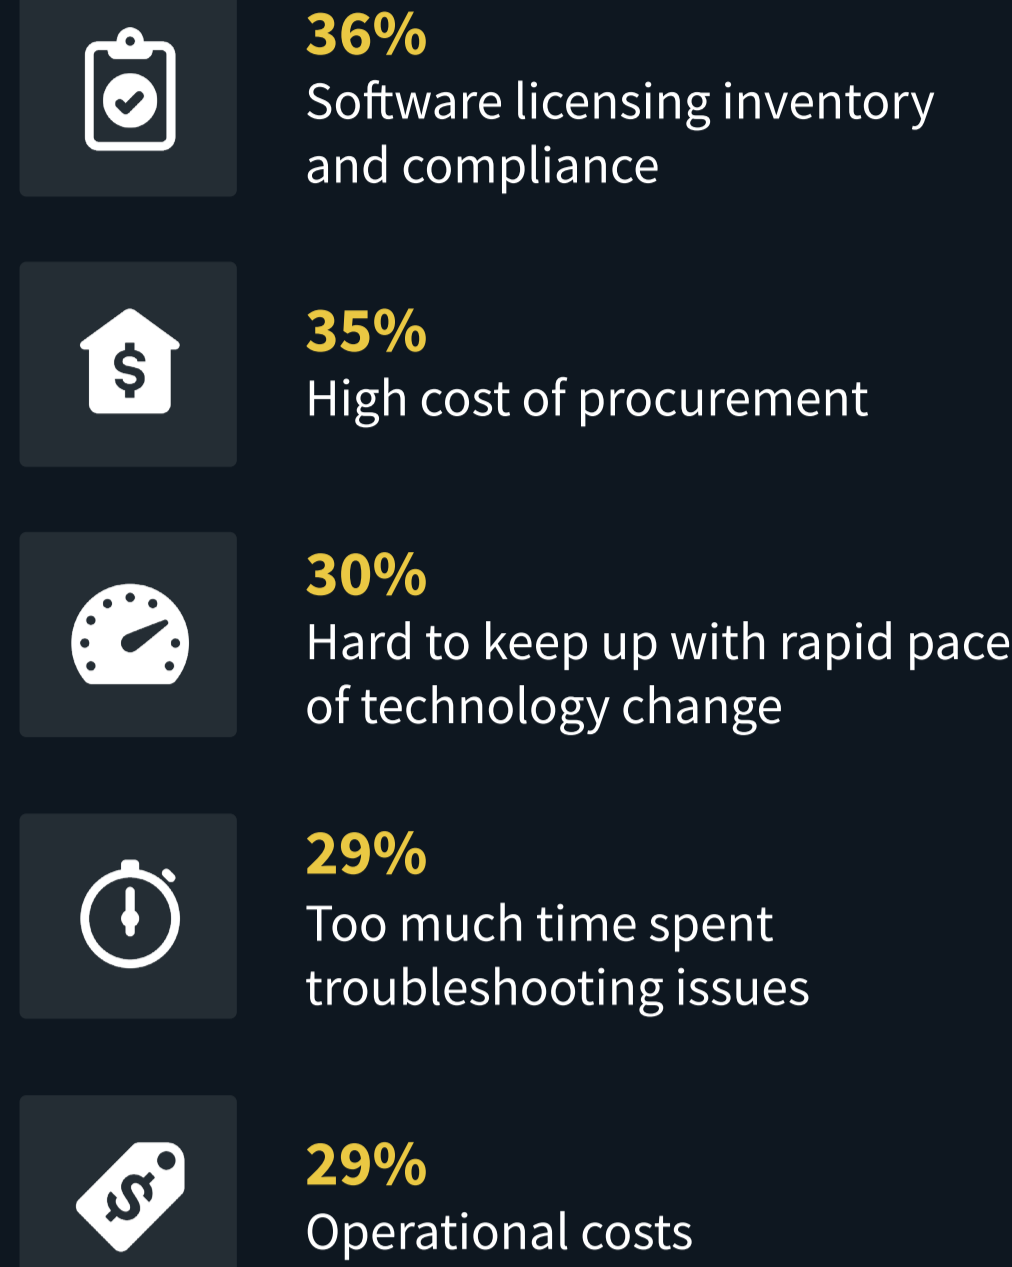 36%
Software licensing inventory
and compliance
$
35%
High cost of procurement
30%
Hard to keep up with rapid pace
of technology change
29%
Too much time spent
troubleshooting issues
$
29%
Operational costs